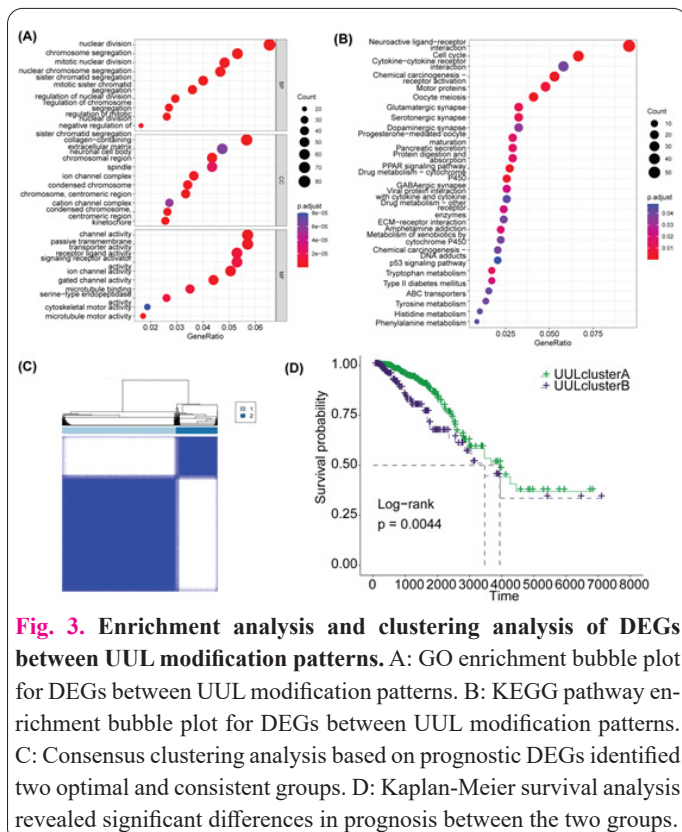 (A)
nuclear division
chromosome segregation
mitotic nuclear division
nuclear chromosome segregation
sister chromatid segregation
mitotic sister chromatid
segregation
regulation of nuclear division
regulation of chromosome
segregation
regulation of mitotic
nuclear division
negative regulation of
sister chromatid segregation
collagen-containing
extracellular matrix
neuronal cell body
chromosomal region
spindle
ion channel complex
condensed chromosome
chromosome, centromeric region
cation channel complex
condensed chromosome,
centromeric region
kinetochore
channel activity
passive transmembrane
transporter activity
receptor ligand activity
signaling receptor activator
activity
ion channel activity
gated channel activity
microtubule binding
serine-type endopeptidase
activity
cytoskeletal motor activity
microtubule motor activity
BP
CC
MF
0.02 0.03 0.04 0.05 0.06
GeneRatio
Count
20
30
40
50
60
70
80
p.adjust
8e-05
6e-05
4e-05
2e-05
(B)
Neuroactive ligand-receptor
interaction
Cell cycle
Cytokine-cytokine receptor
interaction
Chemical carcinogenesis -
receptor activation
Motor proteins
Oocyte meiosis
Glutamatergic synapse
Serotonergic synapse
Dopaminergic synapse
Progesterone-mediated oocyte
maturation
Pancreatic secretion
Protein digestion and
absorption
PPAR signaling pathway
Drug metabolism - cytochrome
P450
GABAergic synapse
Viral protein interaction
with cytokine and cytokine
receptor
Drug metabolism - other
enzymes
ECM-receptor interaction
Amphetamine addiction
Metabolism of xenobiotics by
cytochrome P450
Chemical carcinogenesis -
DNA adducts
p53 signaling pathway
Tryptophan metabolism
Type II diabetes mellitus
ABC transporters
Tyrosine metabolism
Histidine metabolism
Phenylalanine metabolism
0.025 0.050 0.075
GeneRatio
Count
10
20
30
40
50
p.adjust
0.04
0.03
0.02
0.01
(C)
1
2
(D)
UULclusterA
UULclusterB
Survival probability
1.00
0.75
0.50
0.25
0.00
Log-rank
p = 0.0044
0 1000 2000 3000 4000 5000 6000 7000 8000
Time
Fig. 3. Enrichment analysis and clustering analysis of DEGs
between UUL modification patterns. A: GO enrichment bubble plot
for DEGs between UUL modification patterns. B: KEGG pathway en-
richment bubble plot for DEGs between UUL modification patterns.
C: Consensus clustering analysis based on prognostic DEGs identified
two optimal and consistent groups. D: Kaplan-Meier survival analysis
revealed significant differences in prognosis between the two groups.